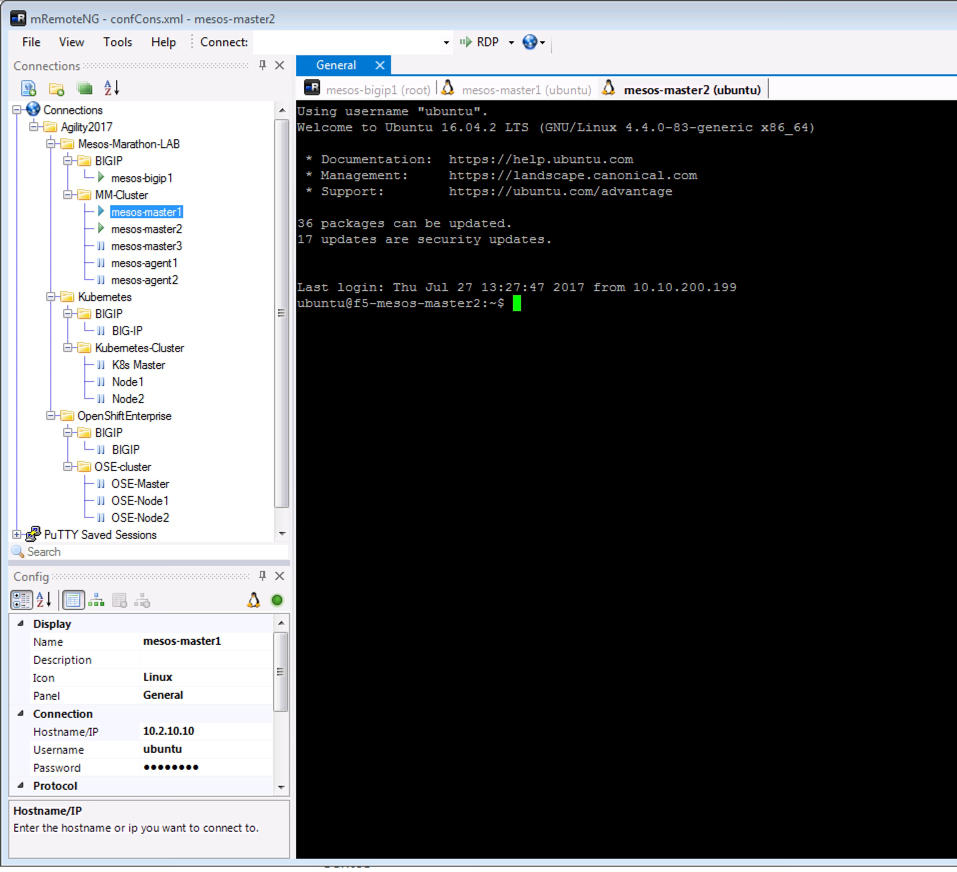 mRemoteNG - confCons.xml - mesos-master2
File View Tools Help Connect: RDP
Connections
General
mesos-bigip1 (root) mesos-master1 (ubuntu) mesos-master2 (ubuntu)
Connections
Agility2017
Mesos-Marathon-LAB
BIGIP
mesos-bigip1
MM-Cluster
mesos-master1
mesos-master2
mesos-master3
mesos-agent1
mesos-agent2
Kubernetes
BIGIP
BIG-IP
Kubernetes-Cluster
K8s Master
Node1
Node2
OpenShiftEnterprise
BIGIP
BIGIP
OSE-cluster
OSE-Master
OSE-Node1
OSE-Node2
PuTTY Saved Sessions
Search
Using username "ubuntu".
Welcome to Ubuntu 16.04.2 LTS (GNU/Linux 4.4.0-83-generic x86_64)
* Documentation: https://help.ubuntu.com
* Management: https://landscape.canonical.com
* Support: https://ubuntu.com/advantage
36 packages can be updated.
17 updates are security updates.
Last login: Thu Jul 27 13:27:47 2017 from 10.10.200.199
ubuntu@f5-mesos-master2:~$
Config
Display
Name mesos-master1
Description
Icon Linux
Panel General
Connection
Hostname/IP 10.2.10.10
Username ubuntu
Password ●●●●●●●●
Protocol
Hostname/IP
Enter the hostname or ip you want to connect to.